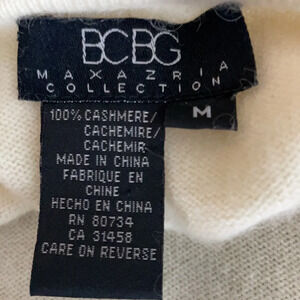 BCBG
MAXAZRIA
COLLECTION
M
100% CASHMERE/
CACHEMIRE/
CACHEMIR
MADE IN CHINA
FABRIQUE EN
CHINE
HECHO EN CHINA
RN 80734
CA 31458
CARE ON REVERSE